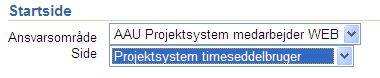 Startside
Ansvarsområde AAU Projektsystem medarbejder WEB
Side Projektsystem timeseddelbruger